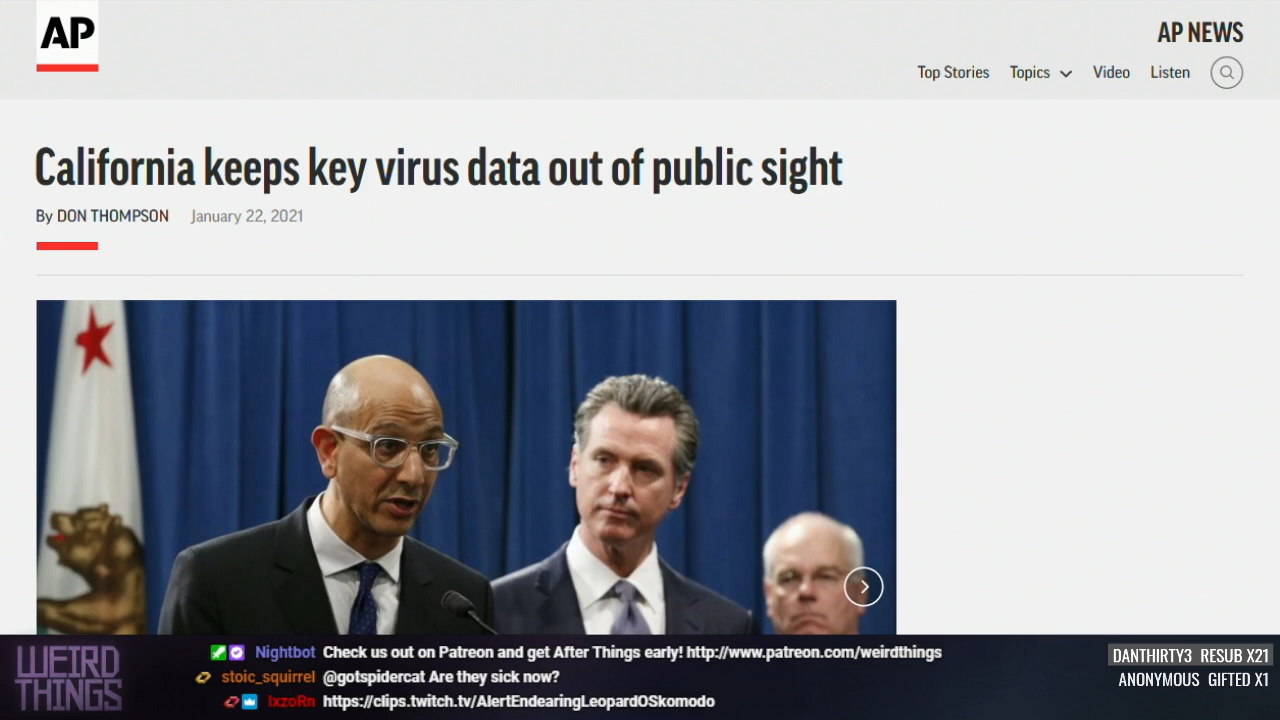 AP
AP NEWS
Top Stories Topics Video Listen
California keeps key virus data out of public sight
By DON THOMPSON January 22, 2021
WEIRD THINGS
Nightbot Check us out on Patreon and get After Things early! http://www.patreon.com/weirdthings
stoic_squirrel @gotspidercat Are they sick now?
IxzoRn https://clips.twitch.tv/AlertEndearingLeopardOSkomodo
DANTHIRTY3 RESUB X21
ANONYMOUS GIFTED X1